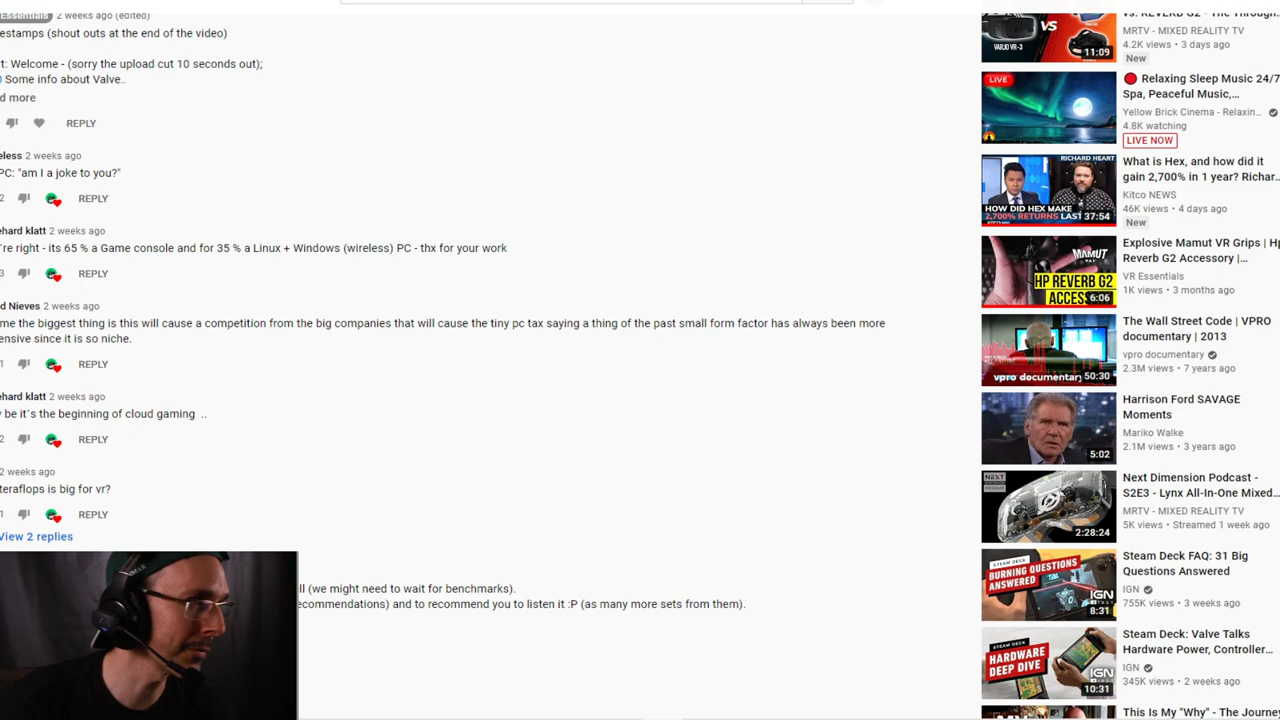 Essentials 2 weeks ago (edited)
estamps (shout outs at the end of the video)
t: Welcome - (sorry the upload cut 10 seconds out);
Some info about Valve..
d more
REPLY
eless 2 weeks ago
PC: "am I a joke to you?"
2 REPLY
ehard klatt 2 weeks ago
're right - its 65 % a Game console and for 35 % a Linux + Windows (wireless) PC - thx for your work
3 REPLY
d Nieves 2 weeks ago
me the biggest thing is this will cause a competition from the big companies that will cause the tiny pc tax saying a thing of the past small form factor has always been more
ensive since it is so niche.
1 REPLY
ehard klatt 2 weeks ago
be it´s the beginning of cloud gaming ..
2 REPLY
2 weeks ago
teraflops is big for vr?
1 REPLY
View 2 replies
ll (we might need to wait for benchmarks).
ecommendations) and to recommend you to listen it :P (as many more sets from them).
VARJO VR-3
VS
11:09
vs. REVERB G2 - The Through...
MRTV - MIXED REALITY TV
4.2K views • 3 days ago
New
LIVE
🔴 Relaxing Sleep Music 24/7
Spa, Peaceful Music,...
Yellow Brick Cinema - Relaxin...
4.8K watching
LIVE NOW
RICHARD HEART
HOW DID HEX MAKE
2,700% RETURNS LAST
37:54
What is Hex, and how did it
gain 2,700% in 1 year? Richar
Kitco NEWS
46K views • 4 days ago
New
MAMUT
HP REVERB G2
ACCES
6:06
Explosive Mamut VR Grips | Hp
Reverb G2 Accessory |...
VR Essentials
1K views • 3 months ago
vpro documentary
50:30
The Wall Street Code | VPRO
documentary | 2013
vpro documentary
2.3M views • 7 years ago
5:02
Harrison Ford SAVAGE
Moments
Mariko Walke
2.1M views • 3 years ago
NEXT
2:28:24
Next Dimension Podcast -
S2E3 - Lynx All-In-One Mixed...
MRTV - MIXED REALITY TV
5K views • Streamed 1 week ago
STEAM DECK
BURNING QUESTIONS
ANSWERED
IGN
8:31
Steam Deck FAQ: 31 Big
Questions Answered
IGN
755K views • 3 weeks ago
STEAM DECK
HARDWARE
DEEP DIVE
IGN
10:31
Steam Deck: Valve Talks
Hardware Power, Controller...
IGN
345K views • 2 weeks ago
This Is My "Why" - The Journey